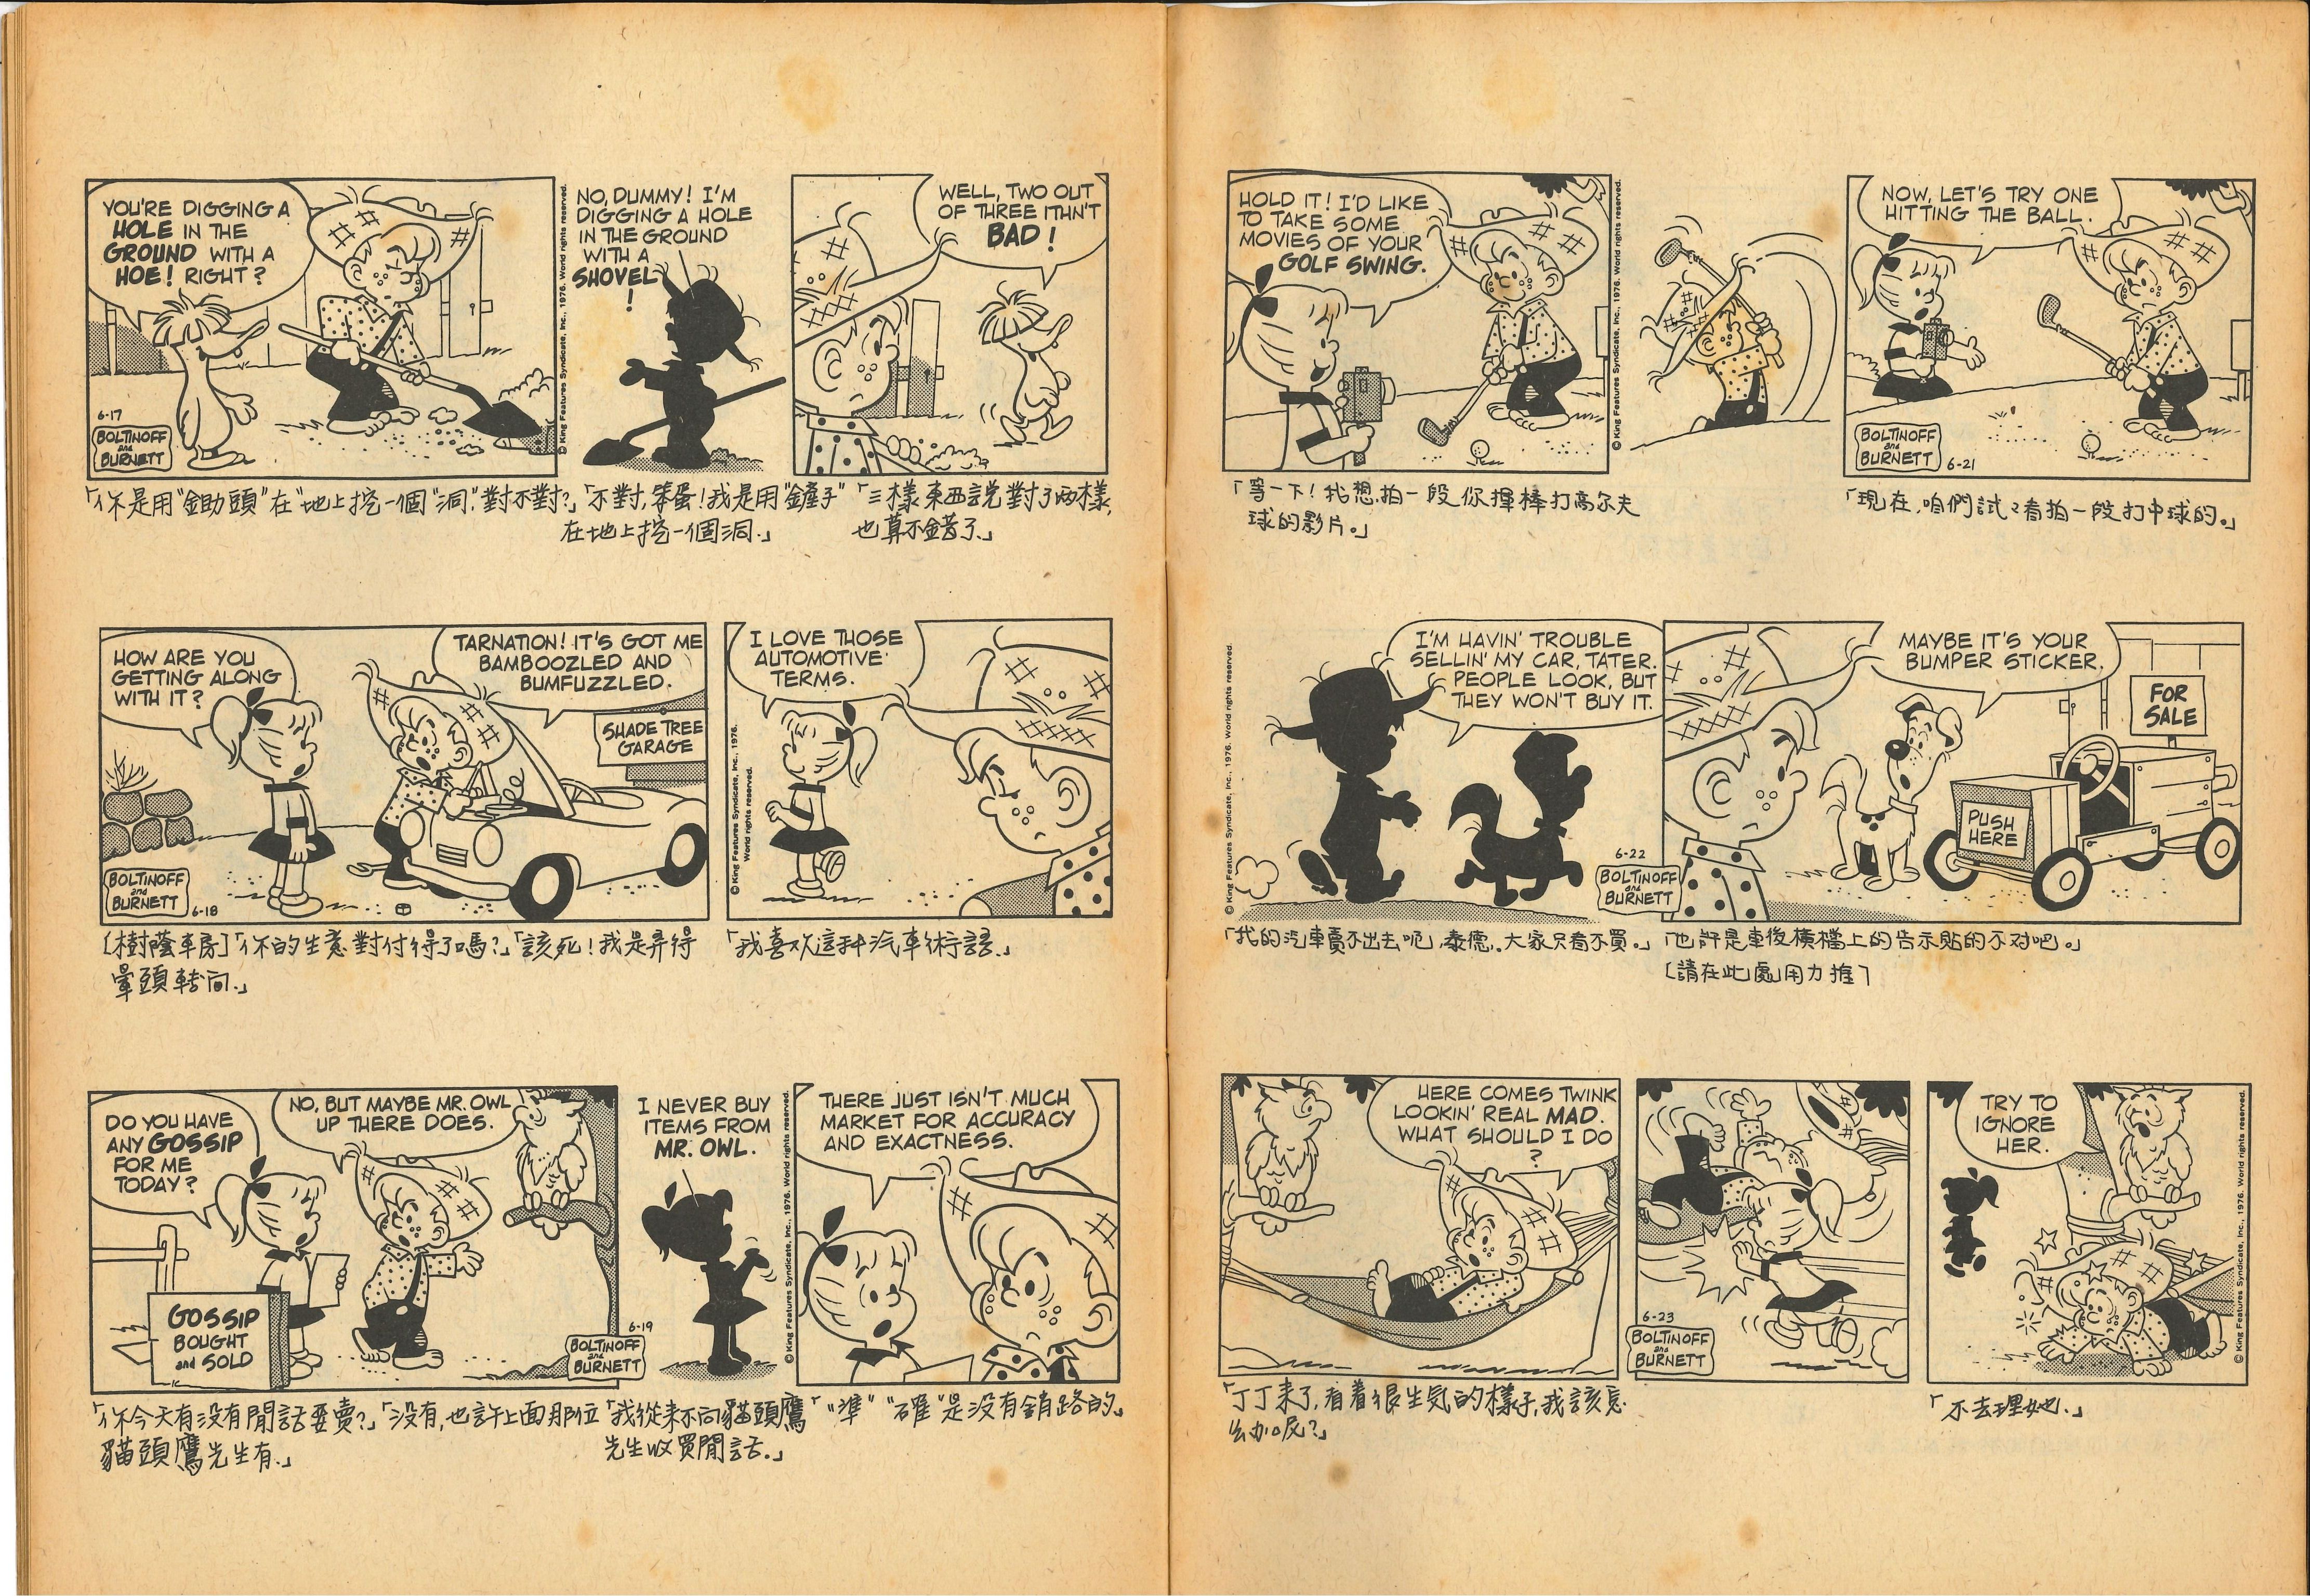 YOU'RE DIGGING A
HOLE IN THE
GROUND WITH A
HOE! RIGHT?
6-17
BOLTINOFF
and
BURNETT
© King Features Syndicate, Inc., 1976. World rights reserved.
NO, DUMMY! I'M
DIGGING A HOLE
IN THE GROUND
WITH A
SHOVEL
!
© King Features Syndicate, Inc., 1976. World rights reserved.
WELL, TWO OUT
OF THREE ITHN'T
BAD!
「你是用"鋤頭"在"地上挖一個"洞",對不對?」
「不對,笨蛋!我是用"鏟子"
在地上挖一個洞.」
「三樣東西說對了兩樣,
也算不錯了.」
HOW ARE YOU
GETTING ALONG
WITH IT?
TARNATION! IT'S GOT ME
BAMBOOZLED AND
BUMFUZZLED.
SHADE TREE
GARAGE
BOLTINOFF
and
BURNETT
6-18
I LOVE THOSE
AUTOMOTIVE
TERMS.
© King Features Syndicate, Inc., 1976.
World rights reserved.
[樹蔭車房]「你的生意對付得了嗎?」「該死!我是弄得
暈頭轉向.」
「我喜欢這种汽車術語.」
DO YOU HAVE
ANY GOSSIP
FOR ME
TODAY?
NO, BUT MAYBE MR. OWL
UP THERE DOES.
GOSSIP
BOUGHT
and SOLD
6-19
BOLTINOFF
and
BURNETT
I NEVER BUY
ITEMS FROM
MR. OWL.
© King Features Syndicate, Inc., 1976. World rights reserved.
THERE JUST ISN'T MUCH
MARKET FOR ACCURACY
AND EXACTNESS.
「你今天有没有閒話要賣?」「没有,也許上面那位
貓頭鷹先生有.」
「我從来不向貓頭鷹
先生收買閒話.」
「"準""確"是没有銷路的.」
HOLD IT! I'D LIKE
TO TAKE SOME
MOVIES OF YOUR
GOLF SWING.
© King Features Syndicate, Inc., 1976. World rights reserved.
NOW, LET'S TRY ONE
HITTING THE BALL.
BOLTINOFF
and
BURNETT
6-21
「等一下!我想拍一段你揮棒打高尔夫
球的影片。」
「現在,咱們試々看拍一段打中球的。」
© King Features Syndicate, Inc., 1976. World rights reserved.
I'M HAVIN' TROUBLE
SELLIN' MY CAR, TATER.
PEOPLE LOOK, BUT
THEY WON'T BUY IT.
6-22
BOLTINOFF
and
BURNETT
MAYBE IT'S YOUR
BUMPER STICKER.
FOR
SALE
PUSH
HERE
「我的汽車賣不出去呢,泰德.大家只看不買。」
「也許是車後橫檔上的告示貼的不对吧。」
[請在此處用力推]
HERE COMES TWINK
LOOKIN' REAL MAD.
WHAT SHOULD I DO
?
6-23
BOLTINOFF
and
BURNETT
TRY TO
IGNORE
HER.
© King Features Syndicate, Inc., 1976. World rights reserved.
「丁丁来了,看着很生気的樣子,我該怎
么办呢?」
「不去理她.」